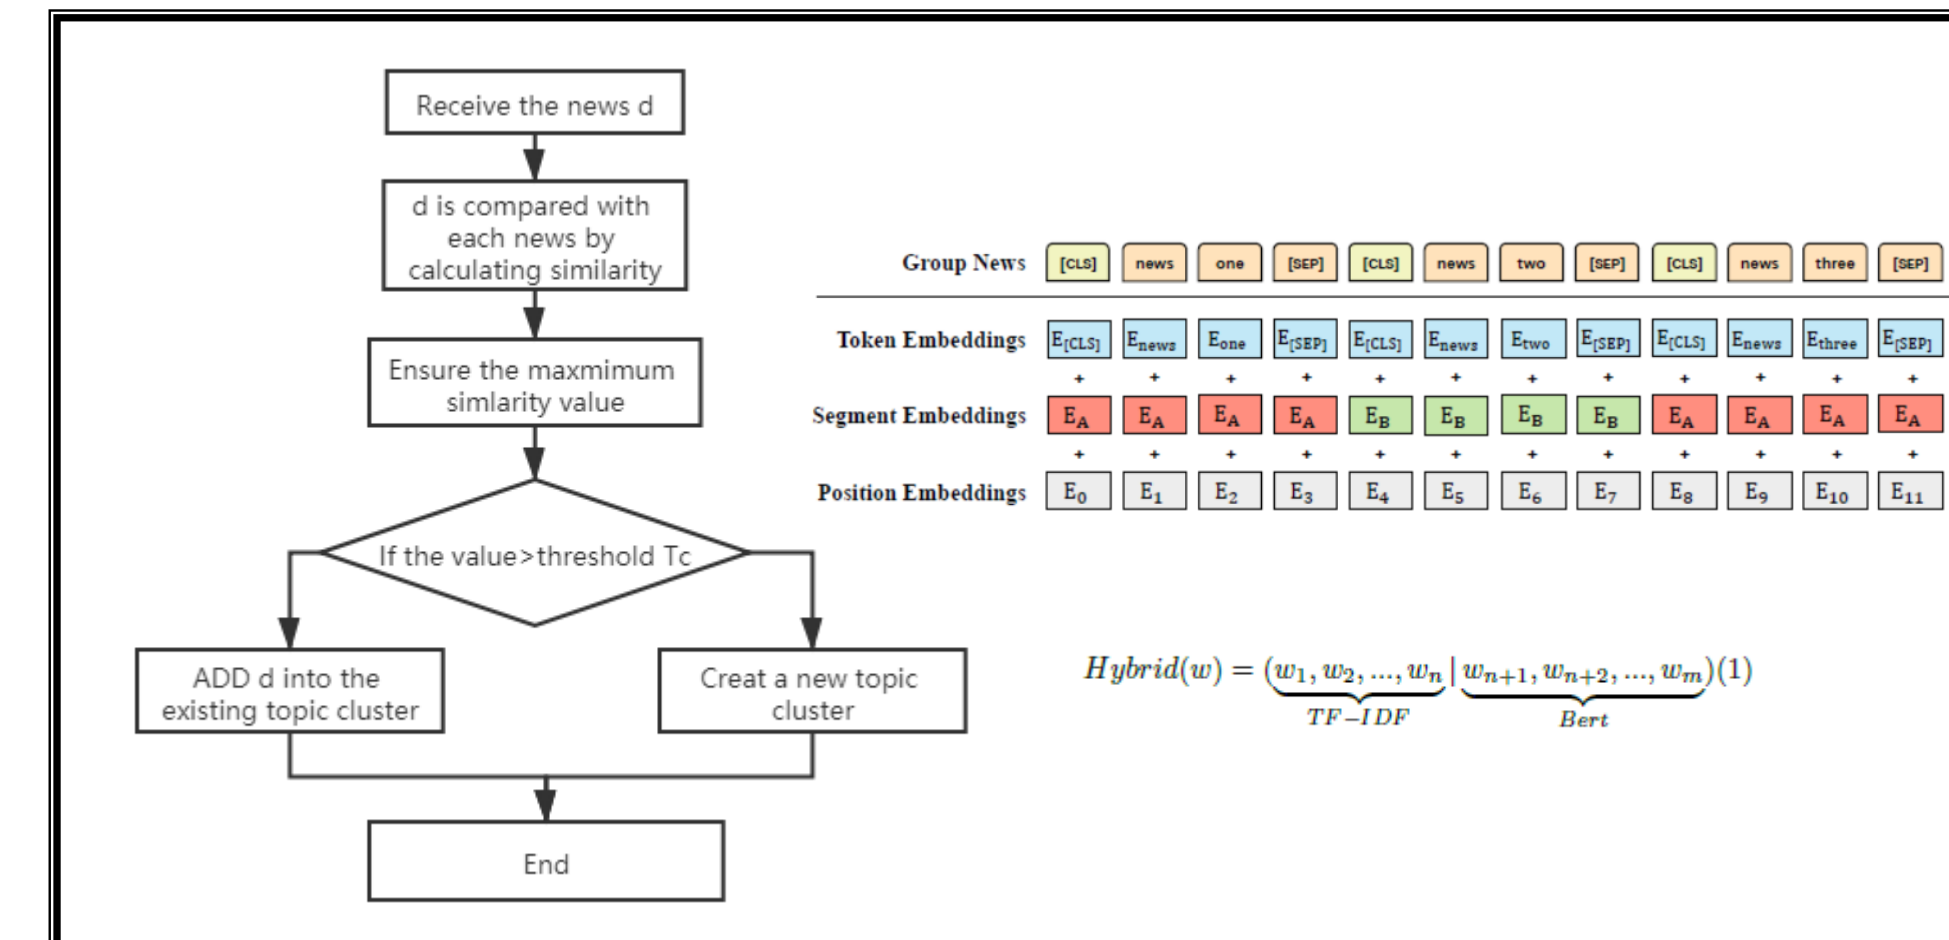 Receive the news d
d is compared with
each news by
calculating similarity
Ensure the maxmimum
simlarity value
If the value>threshold Tc
ADD d into the
existing topic cluster
Creat a new topic
cluster
End
Group News [CLS] news one [SEP] [CLS] news two [SEP] [CLS] news three [SEP]
Token Embeddings E[CLS] Enews Eone E[SEP] E[CLS] Enews Etwo E[SEP] E[CLS] Enews Ethree E[SEP]
+ + + + + + + + + + + +
Segment Embeddings EA EA EA EA EB EB EB EB EA EA EA EA
+ + + + + + + + + + + +
Position Embeddings E0 E1 E2 E3 E4 E5 E6 E7 E8 E9 E10 E11
Hybrid(w) = (w1, w2, ..., wn | wn+1, wn+2, ..., wm)(1)
TF−IDF Bert